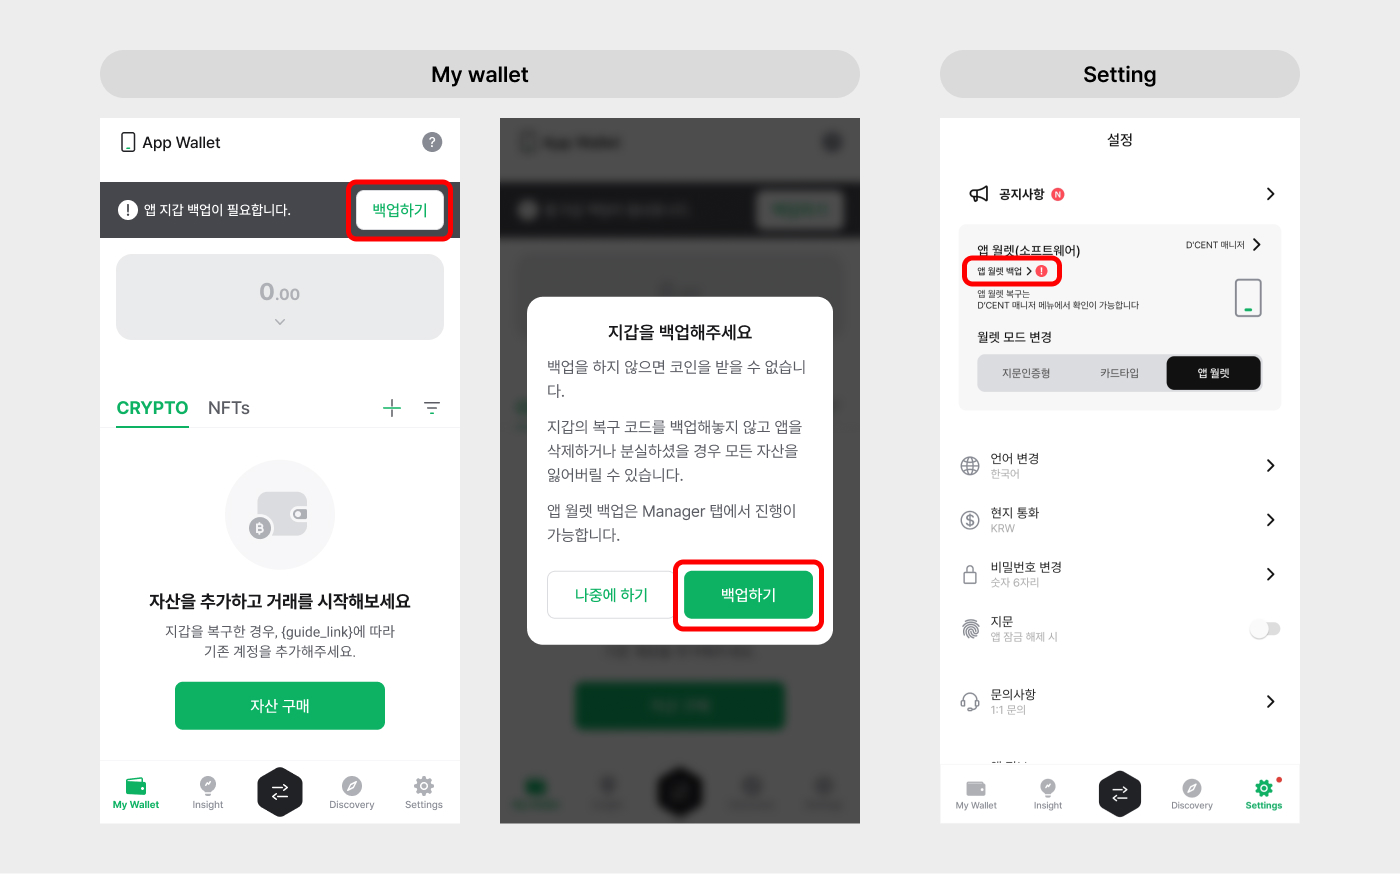 My wallet
App Wallet
?
! 앱 지갑 백업이 필요합니다.
백업하기
0.00
CRYPTO
NFTs
자산을 추가하고 거래를 시작해보세요
지갑을 복구한 경우, {guide_link}에 따라
기존 계정을 추가해주세요.
자산 구매
My Wallet
Insight
Discovery
Settings
지갑을 백업해주세요
백업을 하지 않으면 코인을 받을 수 없습니
다.
지갑의 복구 코드를 백업해놓지 않고 앱을
삭제하거나 분실하셨을 경우 모든 자산을
잃어버릴 수 있습니다.
앱 월렛 백업은 Manager 탭에서 진행이
가능합니다.
나중에 하기
백업하기
Setting
설정
공지사항 N
앱 월렛(소프트웨어)
D'CENT 매니저
앱 월렛 백업 > !
앱 월렛 복구는
D'CENT 매니저 메뉴에서 확인이 가능합니다
월렛 모드 변경
지문인증형
카드타입
앱 월렛
언어 변경
한국어
현지 통화
KRW
비밀번호 변경
숫자 6자리
지문
앱 잠금 해제 시
문의사항
1:1 문의
My Wallet
Insight
Discovery
Settings